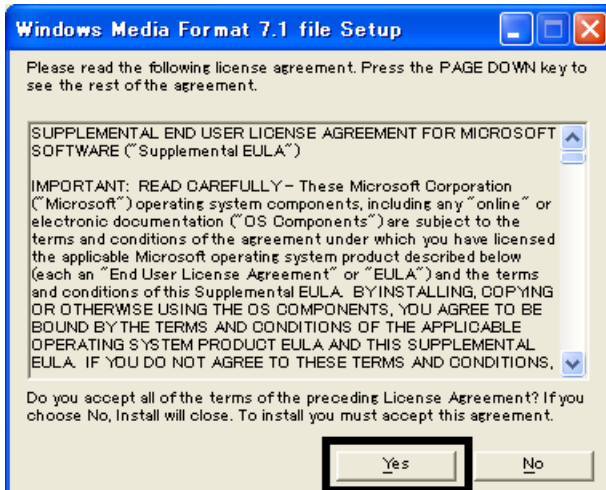 Windows Media Format 7.1 file Setup
Please read the following license agreement. Press the PAGE DOWN key to
see the rest of the agreement.
SUPPLEMENTAL END USER LICENSE AGREEMENT FOR MICROSOFT
SOFTWARE ("Supplemental EULA")
IMPORTANT: READ CAREFULLY - These Microsoft Corporation
("Microsoft") operating system components, including any "online" or
electronic documentation ("OS Components") are subject to the
terms and conditions of the agreement under which you have licensed
the applicable Microsoft operating system product described below
(each an "End User License Agreement" or "EULA") and the terms
and conditions of this Supplemental EULA. BY INSTALLING, COPYING
OR OTHERWISE USING THE OS COMPONENTS, YOU AGREE TO BE
BOUND BY THE TERMS AND CONDITIONS OF THE APPLICABLE
OPERATING SYSTEM PRODUCT EULA AND THIS SUPPLEMENTAL
EULA. IF YOU DO NOT AGREE TO THESE TERMS AND CONDITIONS,
Do you accept all of the terms of the preceding License Agreement? If you
choose No, Install will close. To install you must accept this agreement.
Yes No